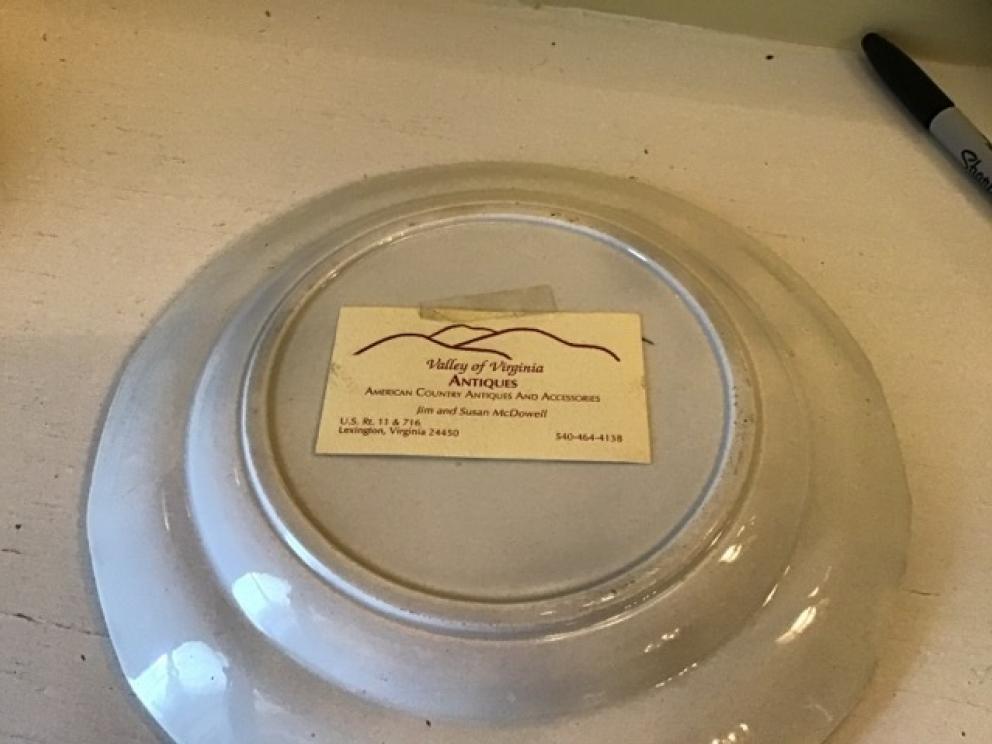 Valley of Virginia
ANTIQUES
AMERICAN COUNTRY ANTIQUES AND ACCESSORIES
Jim and Susan McDowell
U.S. Rt. 11 & 716
Lexington, Virginia 24450
540-464-4138